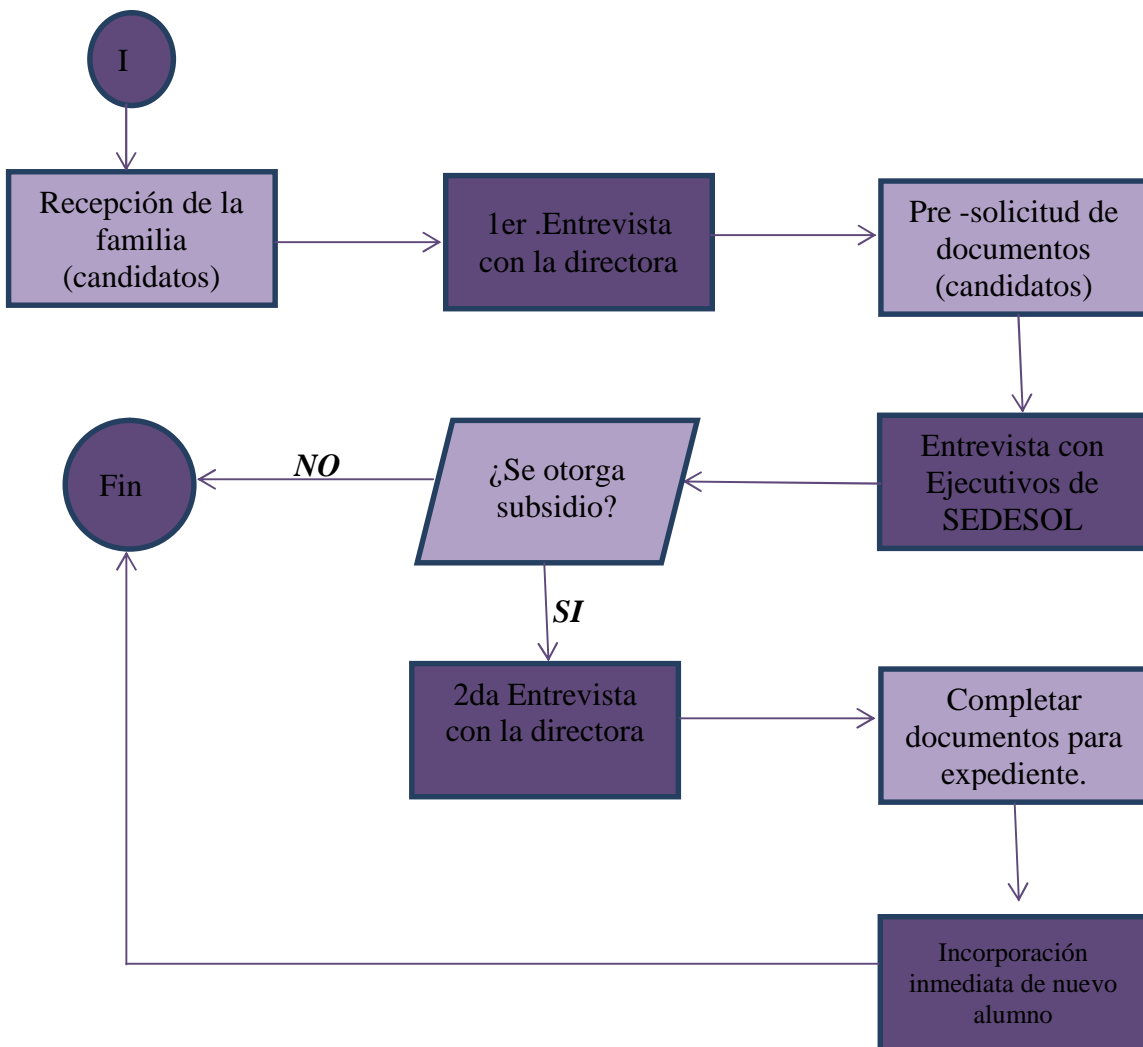 I
Recepción de la
familia
(candidatos)
1er .Entrevista
con la directora
Pre -solicitud de
documentos
(candidatos)
Entrevista con
Ejecutivos de
SEDESOL
¿Se otorga
subsidio?
NO
Fin
SI
2da Entrevista
con la directora
Completar
documentos para
expediente.
Incorporación
inmediata de nuevo
alumno